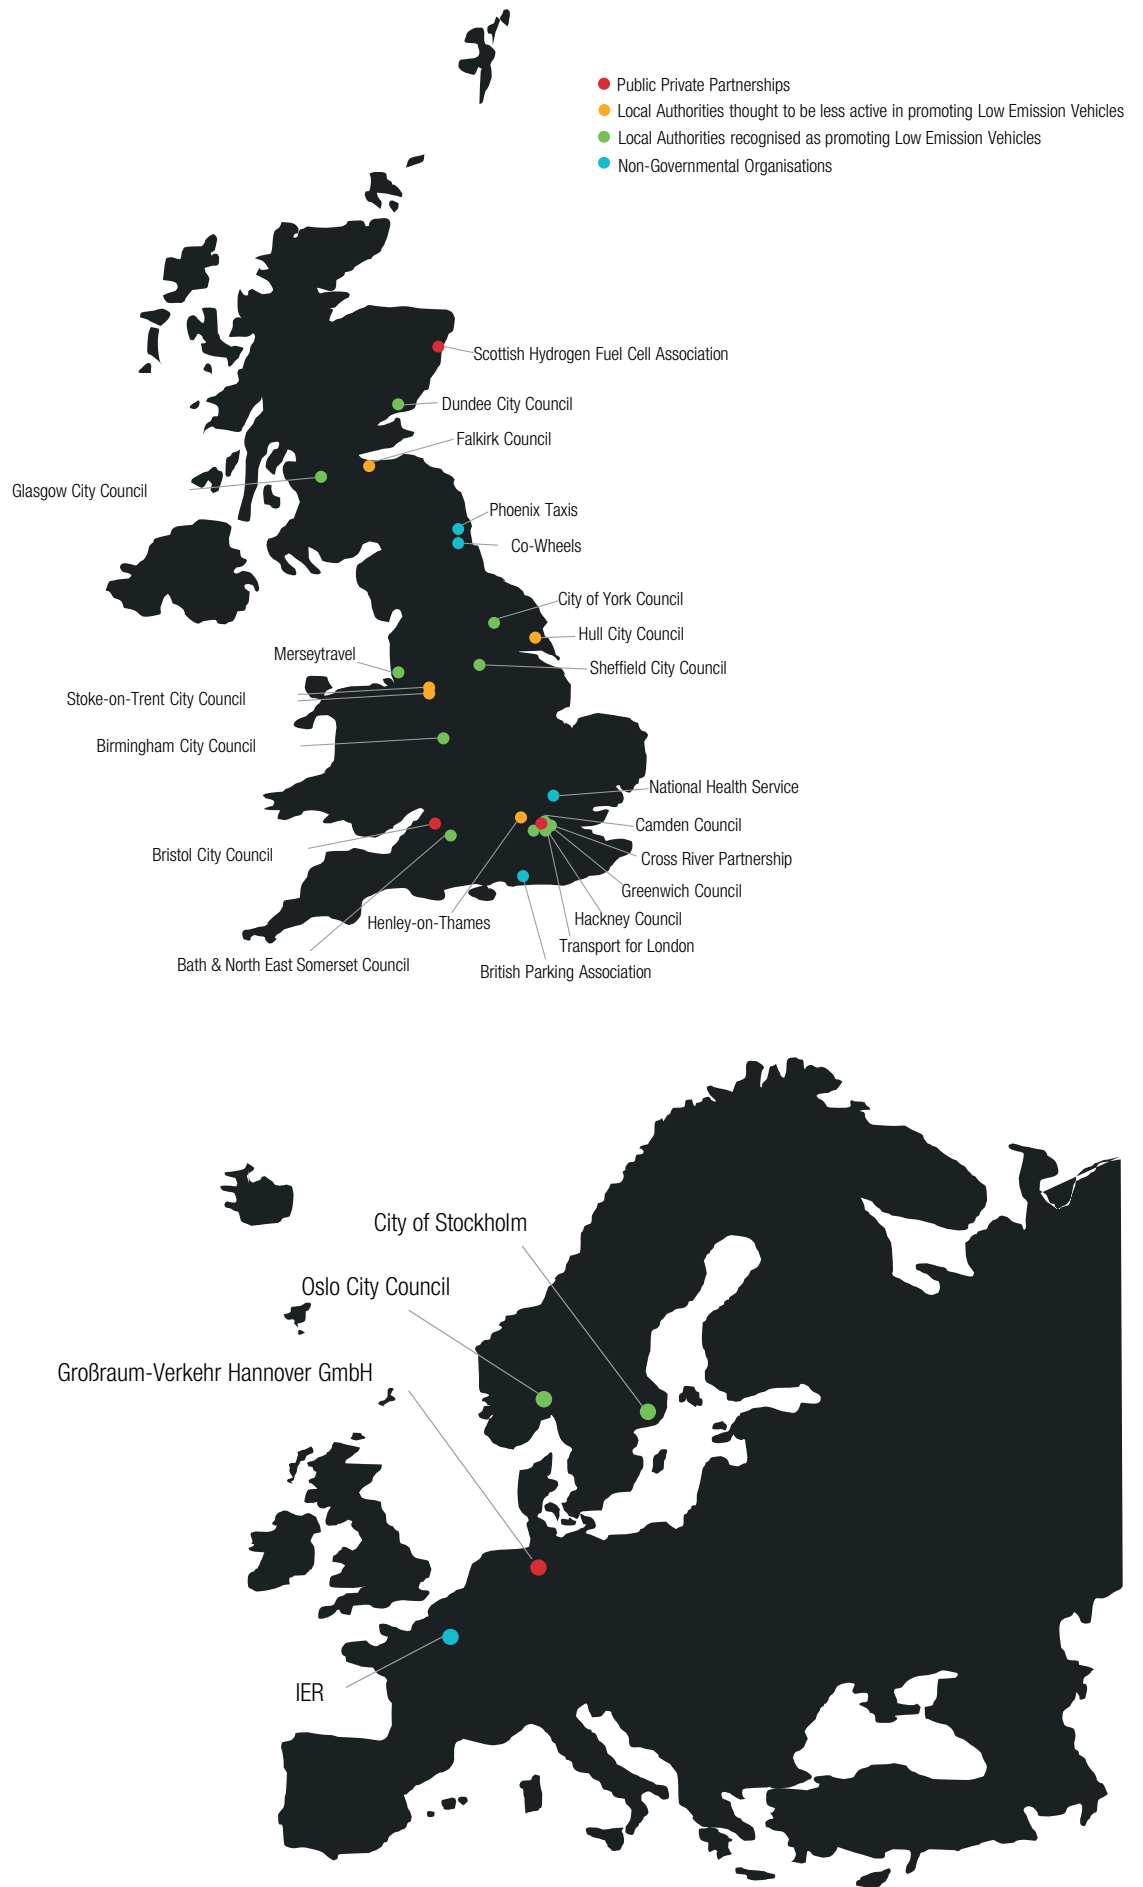 Public Private Partnerships
Local Authorities thought to be less active in promoting Low Emission Vehicles
Local Authorities recognised as promoting Low Emission Vehicles
Non-Governmental Organisations
Scottish Hydrogen Fuel Cell Association
Dundee City Council
Falkirk Council
Glasgow City Council
Phoenix Taxis
Co-Wheels
City of York Council
Hull City Council
Merseytravel
Sheffield City Council
Stoke-on-Trent City Council
Birmingham City Council
National Health Service
Camden Council
Bristol City Council
Cross River Partnership
Greenwich Council
Hackney Council
Henley-on-Thames
Transport for London
Bath & North East Somerset Council
British Parking Association
City of Stockholm
Oslo City Council
Großraum-Verkehr Hannover GmbH
IER